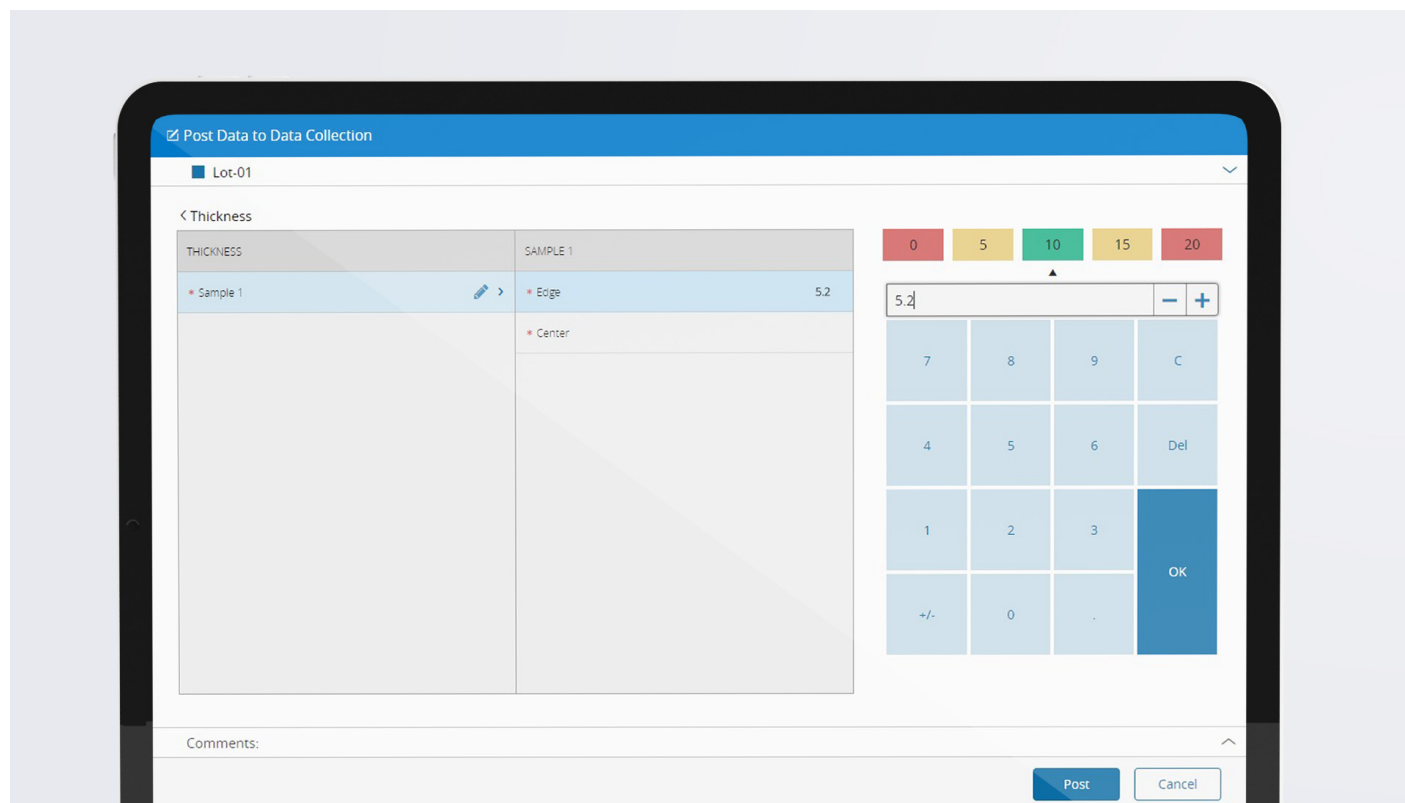 Post Data to Data Collection
Lot-01
< Thickness
THICKNESS
SAMPLE 1
* Sample 1
* Edge 5.2
* Center
0 5 10 15 20
5.2 − +
7 8 9 C
4 5 6 Del
1 2 3
OK
+/- 0 .
Comments:
Post Cancel